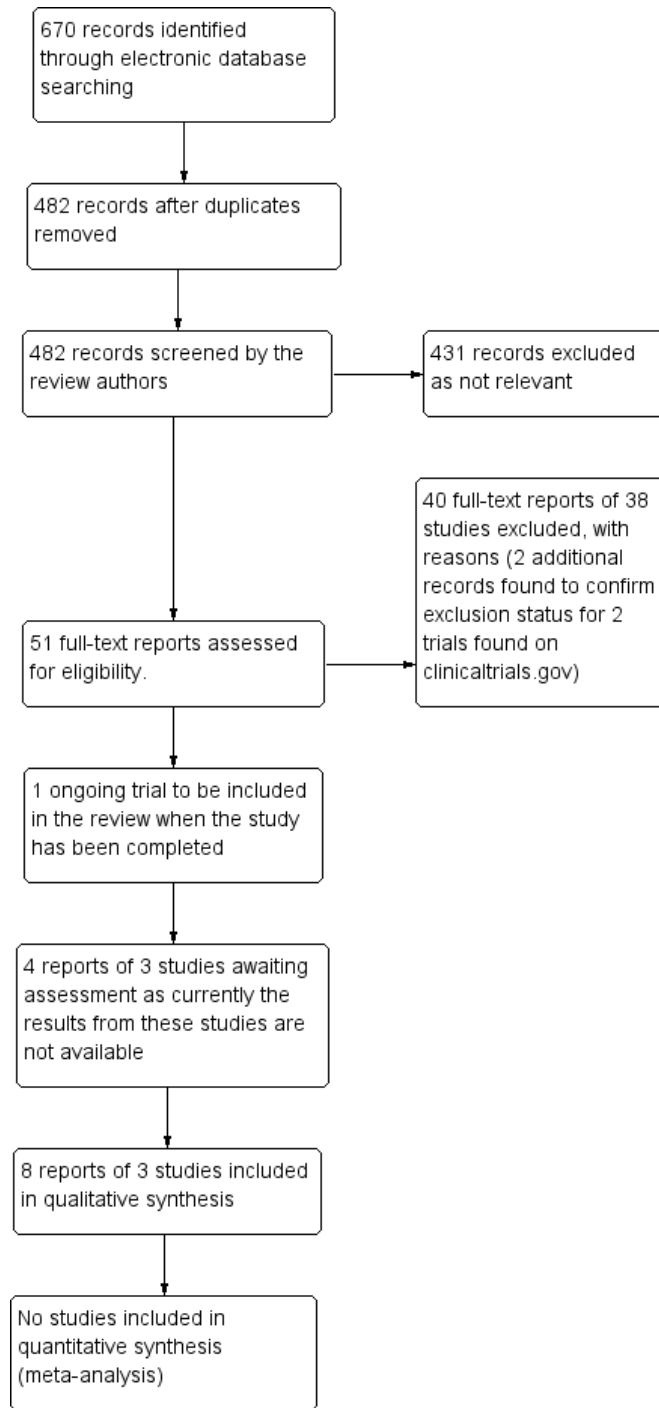 670 records identified
through electronic database
searching
482 records after duplicates
removed
482 records screened by the
review authors
431 records excluded
as not relevant
40 full-text reports of 38
studies excluded, with
reasons (2 additional
records found to confirm
exclusion status for 2
trials found on
clinicaltrials.gov)
51 full-text reports assessed
for eligibility.
1 ongoing trial to be included
in the review when the study
has been completed
4 reports of 3 studies awaiting
assessment as currently the
results from these studies are
not available
8 reports of 3 studies included
in qualitative synthesis
No studies included in
quantitative synthesis
(meta-analysis)